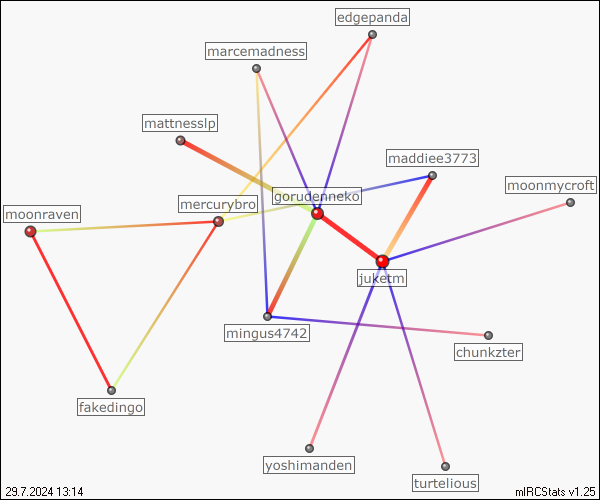 edgepanda
marcemadness
mattnesslp
maddiee3773
moonmycroft
gorudenneko
mercurybro
moonraven
juketm
mingus4742
chunkzter
fakedingo
yoshimanden
turtelious
29.7.2024 13:14
mIRCStats v1.25